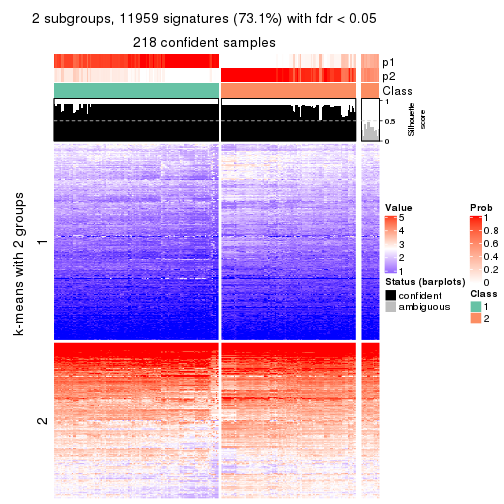 2 subgroups, 11959 signatures (73.1%) with fdr < 0.05
218 confident samples
p1
p2
Class
1
0.5
0
Silhouette
score
k-means with 2 groups
1
2
Value
5
4
3
2
1
Status (barplots)
confident
ambiguous
Prob
1
0.8
0.6
0.4
0.2
0
Class
1
2